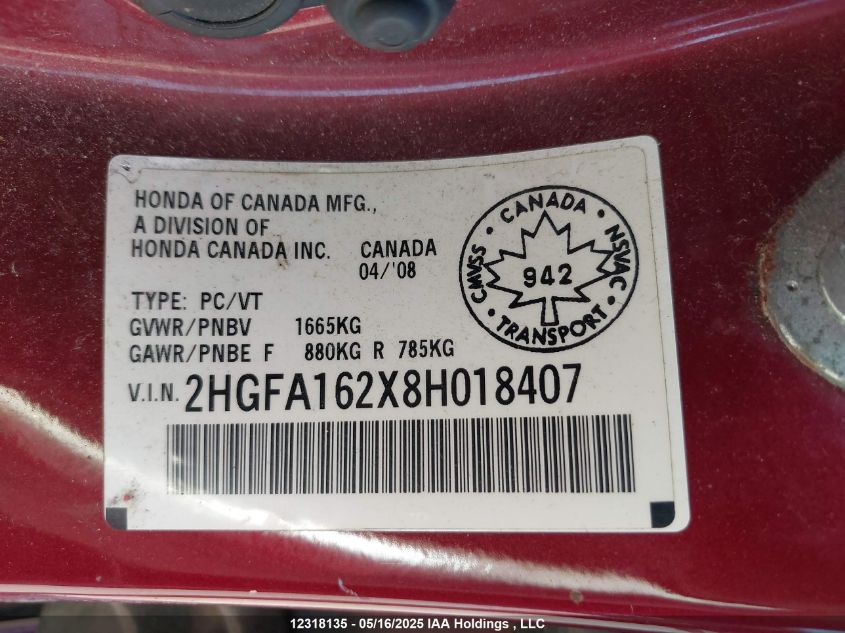 HONDA OF CANADA MFG.,
A DIVISION OF
HONDA CANADA INC. CANADA
04/'08
TYPE: PC/VT
GVWR/PNBV 1665KG
GAWR/PNBE F 880KG R 785KG
V.I.N. 2HGFA162X8H018407
CANADA • NSVAC • TRANSPORT • CMVSS •
942
12318135 - 05/16/2025 IAA Holdings , LLC